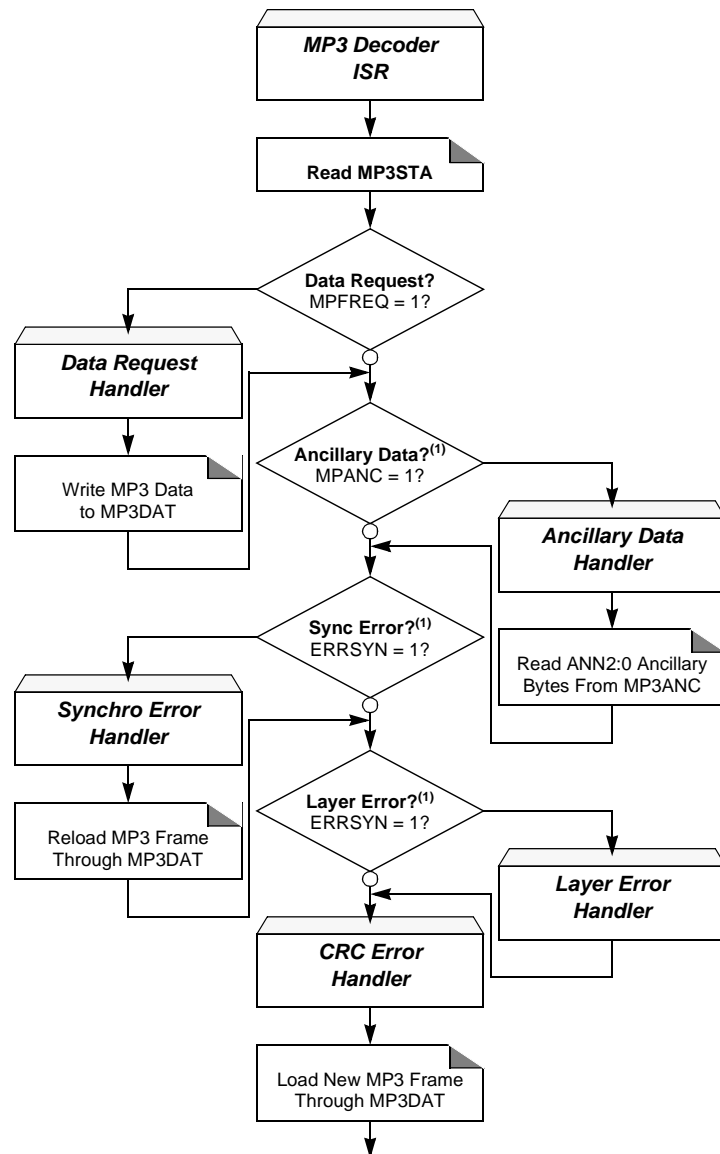 MP3 Decoder
ISR
Read MP3STA
Data Request?
MPFREQ = 1?
Data Request
Handler
Write MP3 Data
to MP3DAT
Ancillary Data?(1)
MPANC = 1?
Ancillary Data
Handler
Read ANN2:0 Ancillary
Bytes From MP3ANC
Sync Error?(1)
ERRSYN = 1?
Synchro Error
Handler
Reload MP3 Frame
Through MP3DAT
Layer Error?(1)
ERRSYN = 1?
Layer Error
Handler
CRC Error
Handler
Load New MP3 Frame
Through MP3DAT